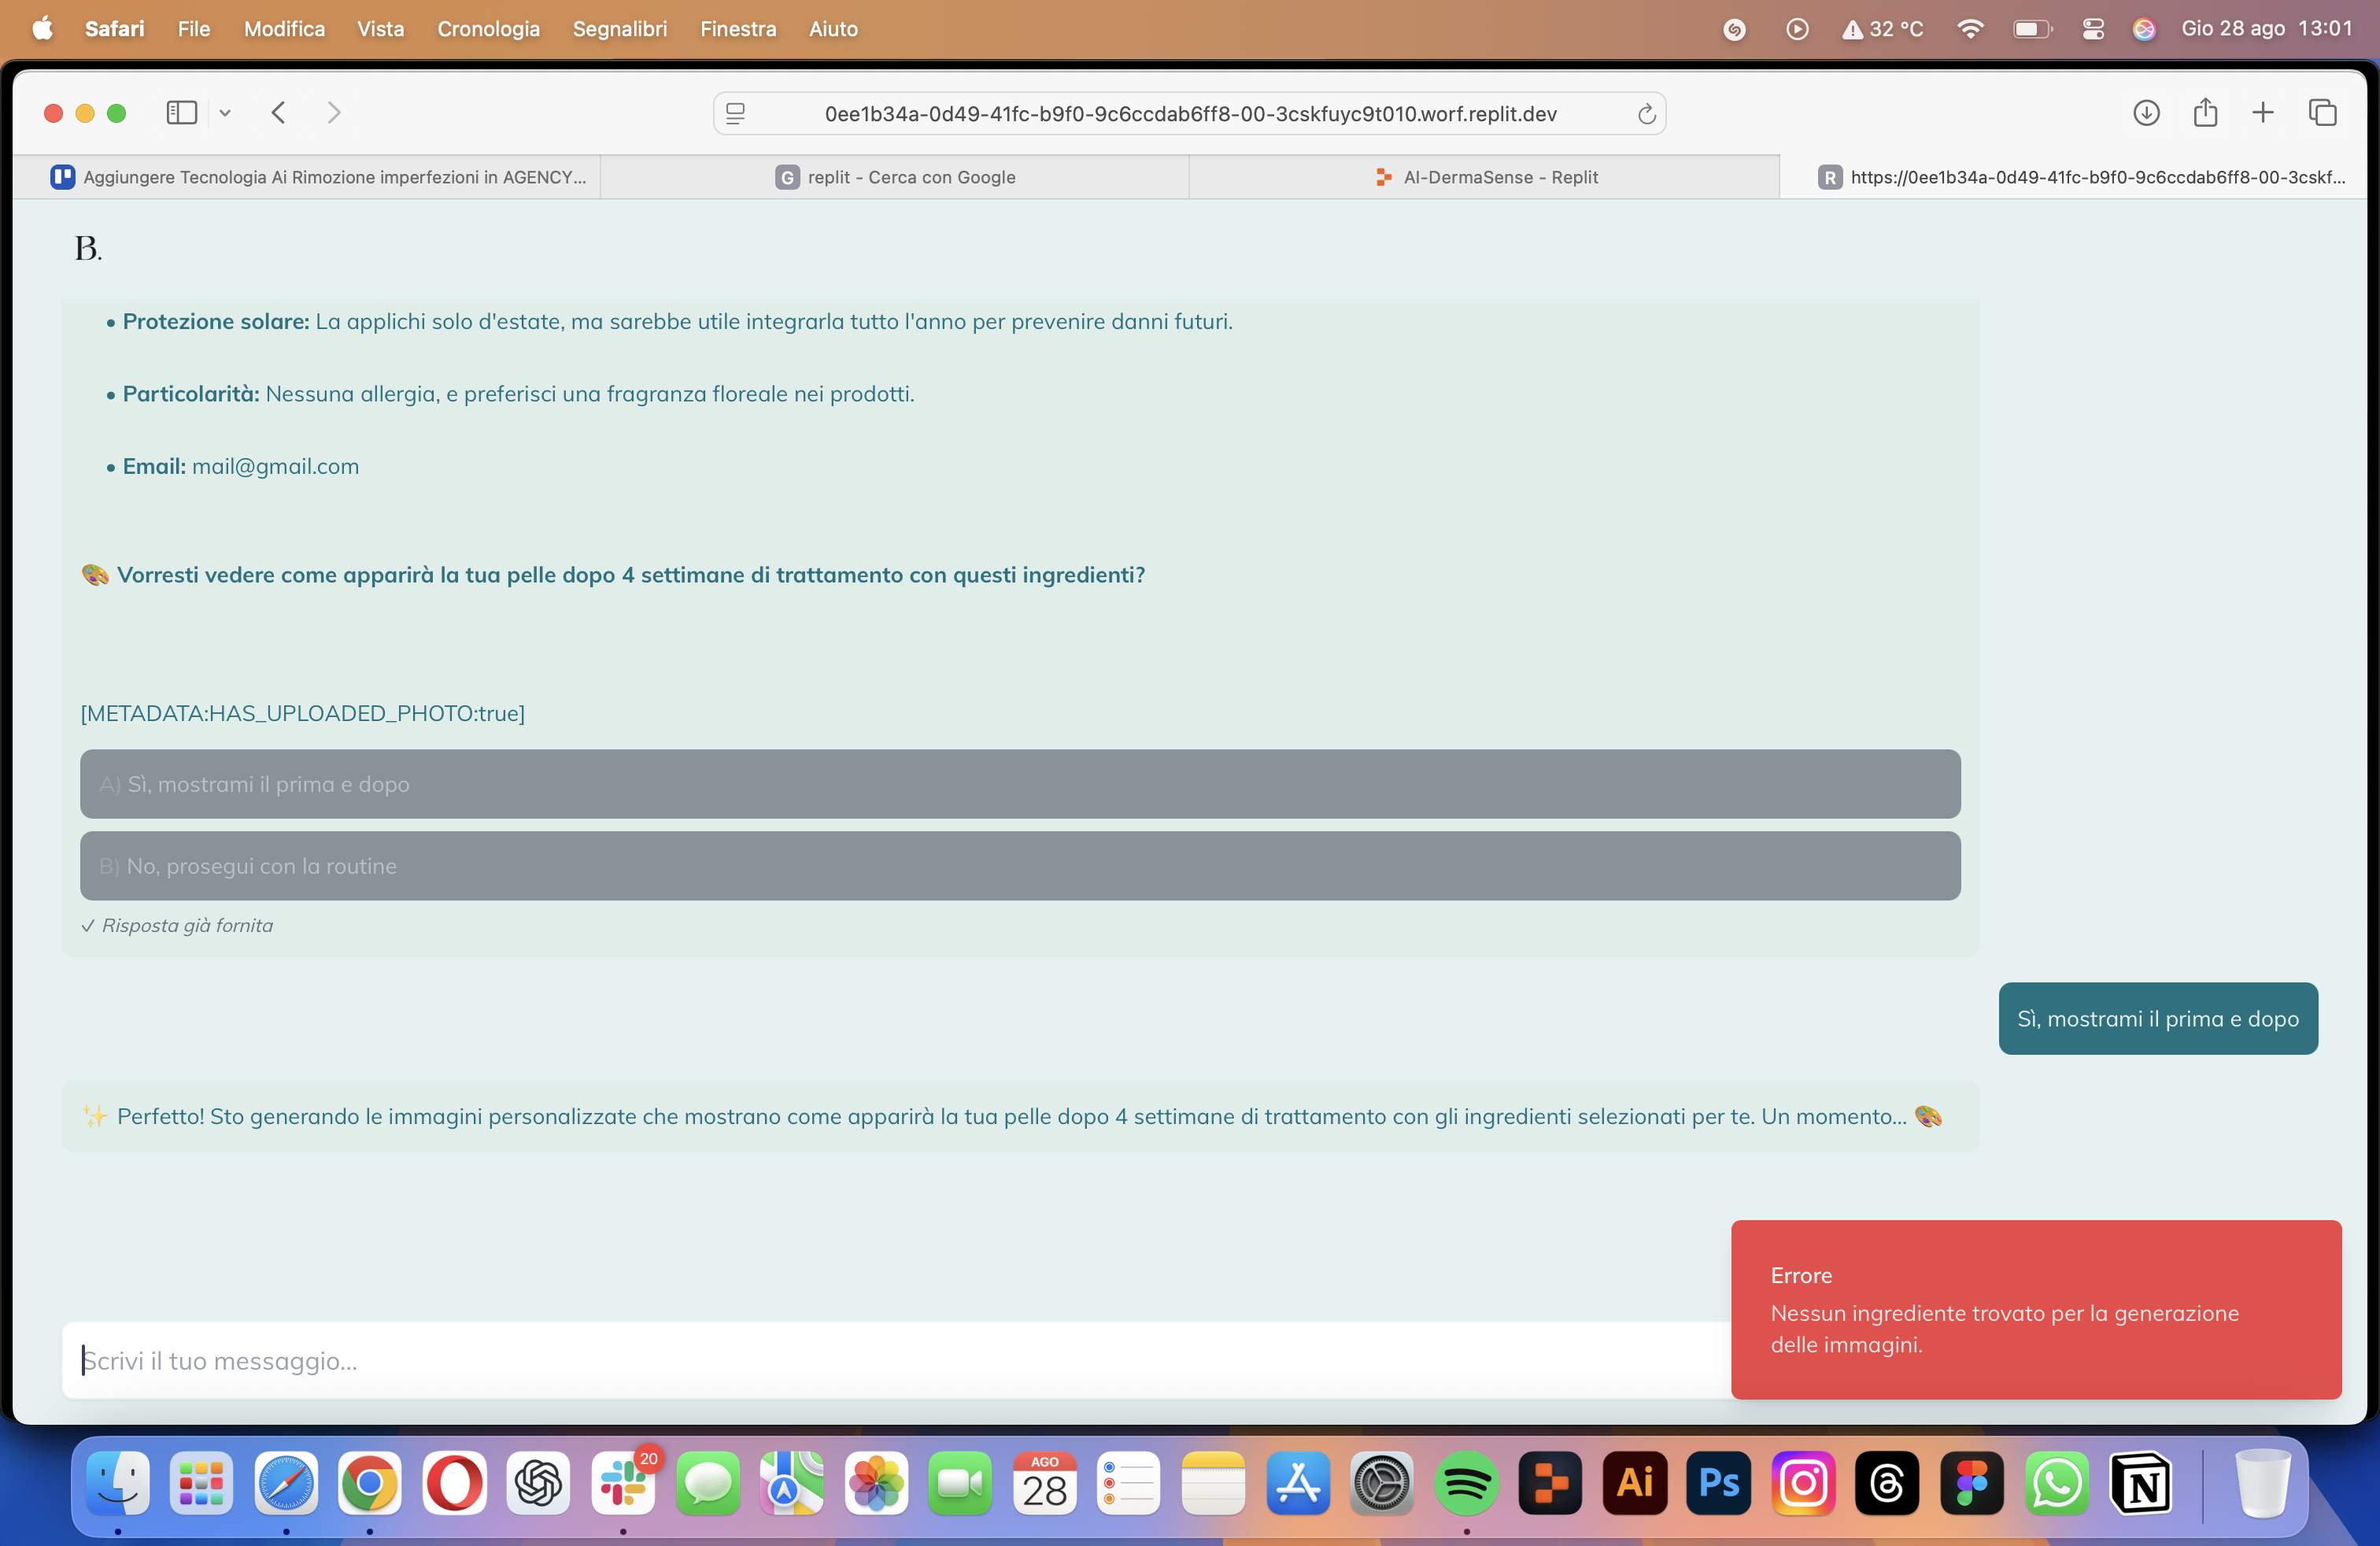 Safari File Modifica Vista Cronologia Segnalibri Finestra Aiuto 32 °C Gio 28 ago 13:01
0ee1b34a-0d49-41fc-b9f0-9c6ccdab6ff8-00-3cskfuyc9t010.worf.replit.dev
Aggiungere Tecnologia Ai Rimozione imperfezioni in AGENCY... G replit - Cerca con Google AI-DermaSense - Replit R https://0ee1b34a-0d49-41fc-b9f0-9c6ccdab6ff8-00-3cskf...
B.
• Protezione solare: La applichi solo d'estate, ma sarebbe utile integrarla tutto l'anno per prevenire danni futuri.
• Particolarità: Nessuna allergia, e preferisci una fragranza floreale nei prodotti.
• Email: mail@gmail.com
🎨 Vorresti vedere come apparirà la tua pelle dopo 4 settimane di trattamento con questi ingredienti?
[METADATA:HAS_UPLOADED_PHOTO:true]
A) Sì, mostrami il prima e dopo
B) No, prosegui con la routine
✓ Risposta già fornita
Sì, mostrami il prima e dopo
✨ Perfetto! Sto generando le immagini personalizzate che mostrano come apparirà la tua pelle dopo 4 settimane di trattamento con gli ingredienti selezionati per te. Un momento... 🎨
Errore
Nessun ingrediente trovato per la generazione
delle immagini.
Scrivi il tuo messaggio...
20
AGO
28
Ai
Ps
N